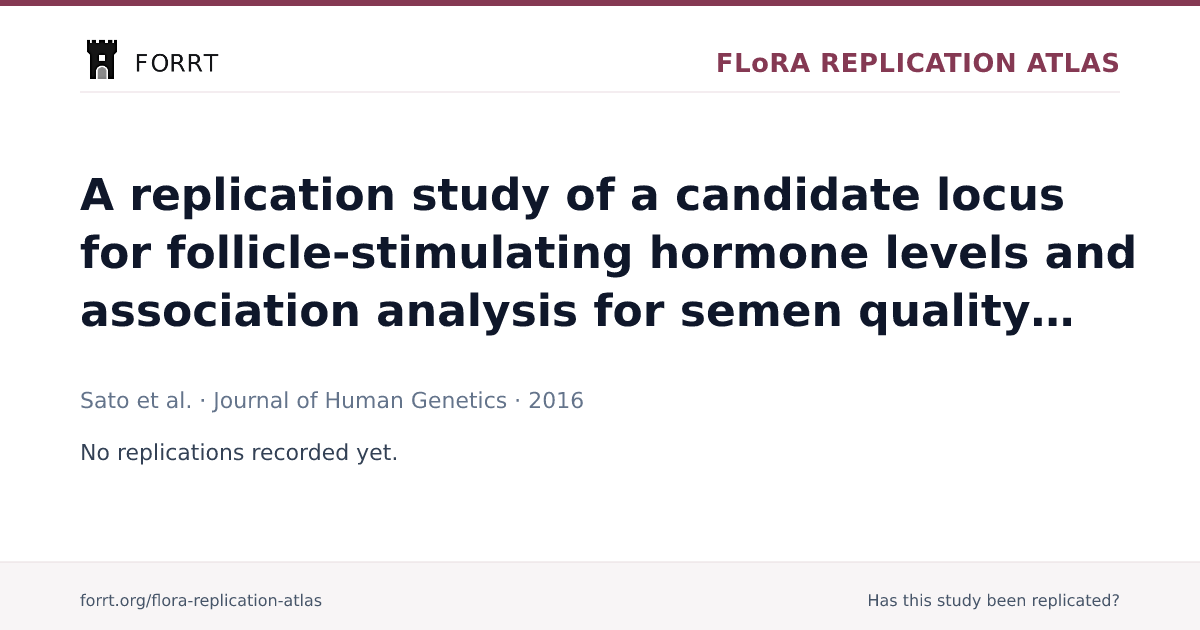 FORRT
FLoRA REPLICATION ATLAS
A replication study of a candidate locus
for follicle-stimulating hormone levels and
association analysis for semen quality…
Sato et al. · Journal of Human Genetics · 2016
No replications recorded yet.
forrt.org/flora-replication-atlas
Has this study been replicated?